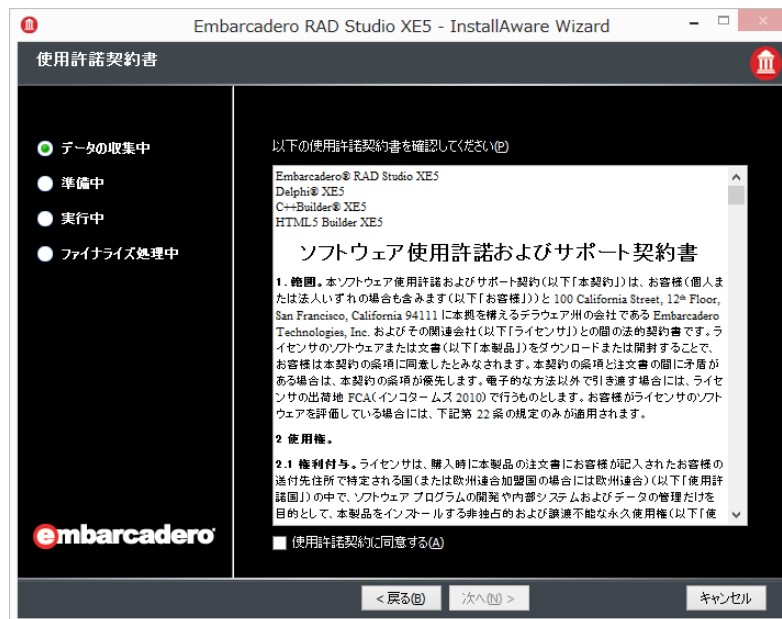 Embarcadero RAD Studio XE5 - InstallAware Wizard
使用許諾契約書
データの収集中
準備中
実行中
ファイナライズ処理中
embarcadero
以下の使用許諾契約書を確認してください(P)
Embarcadero® RAD Studio XE5
Delphi® XE5
C++Builder® XE5
HTML5 Builder XE5
ソフトウェア使用許諾およびサポート契約書
1. 範囲。本ソフトウェア使用許諾およびサポート契約(以下「本契約」)は、お客様(個人ま
たは法人いずれの場合も含みます(以下「お客様」))と 100 California Street, 12th Floor,
San Francisco, California 94111 に本拠を構えるデラウェア州の会社である Embarcadero
Technologies, Inc. およびその関連会社(以下「ライセンサ」)との間の法的契約書です。ラ
イセンサのソフトウェアまたは文書(以下「本製品」)をダウンロードまたは開封することで、
お客様は本契約の条項に同意したとみなされます。本契約の条項と注文書の間に矛盾が
ある場合は、本契約の条項が優先します。電子的な方法以外で引き渡す場合には、ライセ
ンサの出荷地 FCA(インコタームズ 2010) で行うものとします。お客様がライセンサのソフト
ウェアを評価している場合には、下記第 22 条の規定のみが適用されます。
2 使用権。
2.1 権利付与。ライセンサは、購入時に本製品の注文書にお客様が記入されたお客様の
送付先住所で特定される国(または欧州連合加盟国の場合には欧州連合)(以下「使用許
諾国」)の中で、ソフトウェア プログラムの開発や内部システムおよびデータの管理だけを
目的として、本製品をインストールする非独占的および譲渡不能な永久使用権(以下「使
使用許諾契約に同意する(A)
< 戻る(B)
次へ(N) >
キャンセル